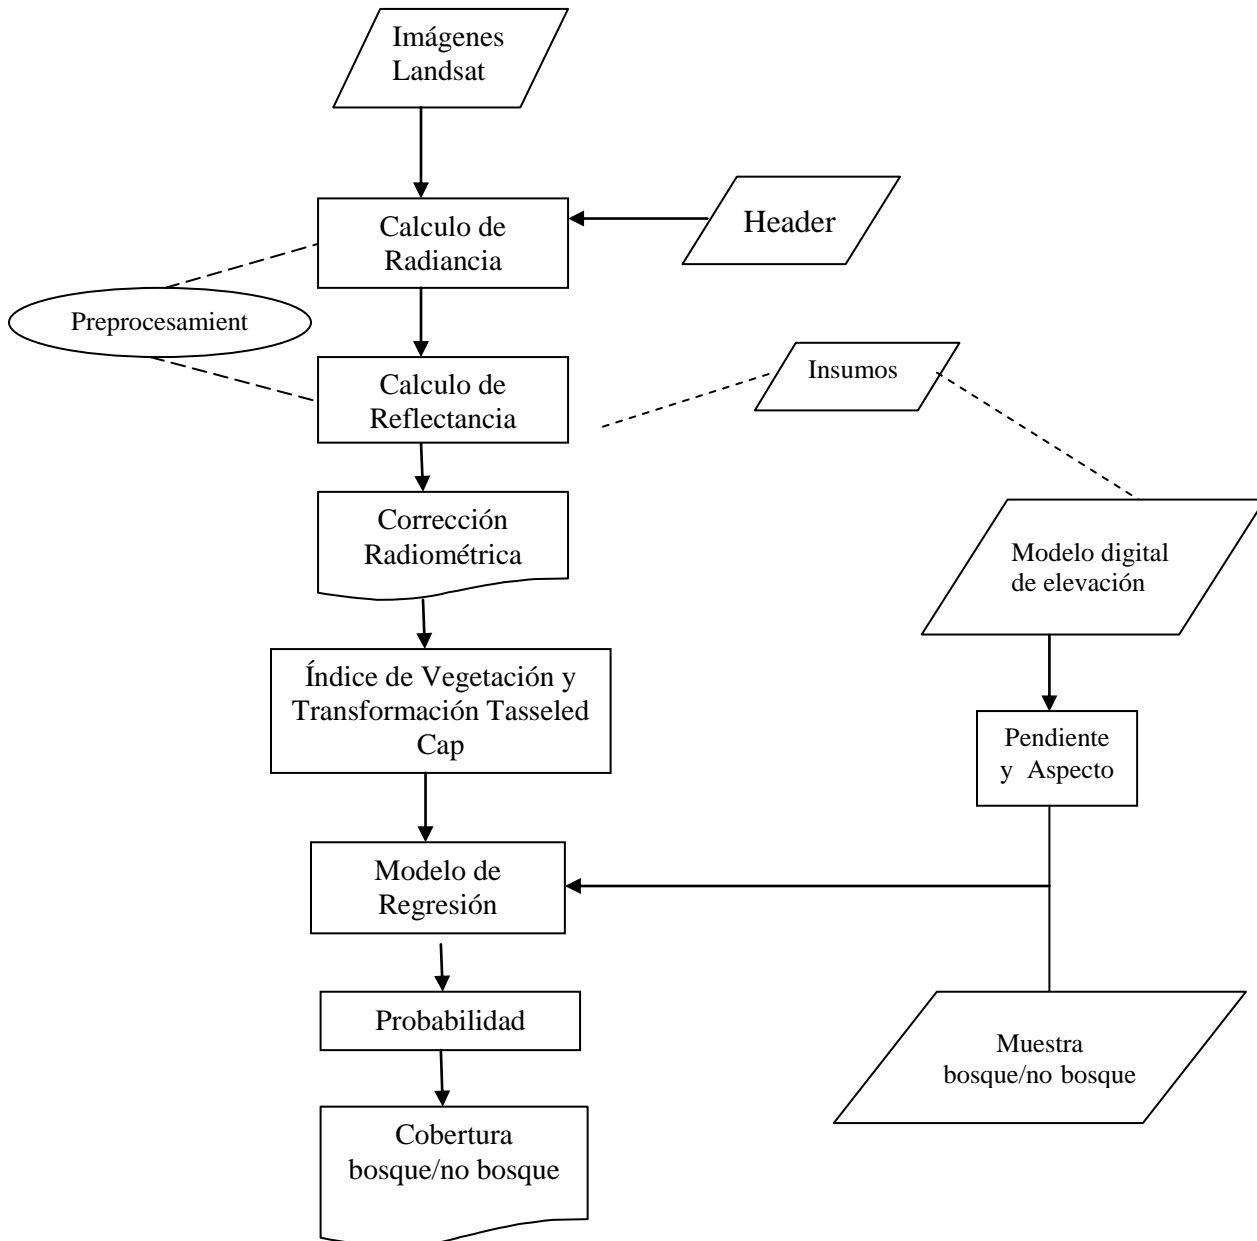 Imágenes
Landsat
Header
Calculo de
Radiancia
Preprocesamient
Calculo de
Reflectancia
Insumos
Corrección
Radiométrica
Modelo digital
de elevación
Índice de Vegetación y
Transformación Tasseled
Cap
Pendiente
y Aspecto
Modelo de
Regresión
Probabilidad
Muestra
bosque/no bosque
Cobertura
bosque/no bosque